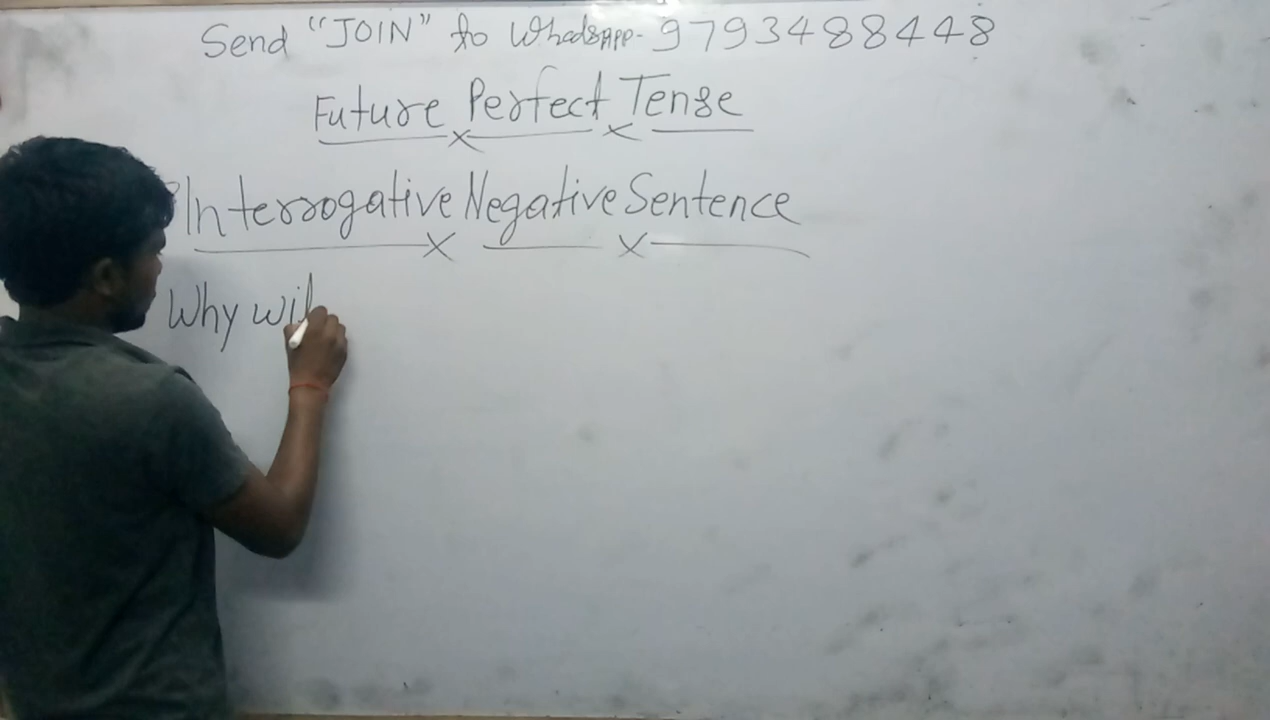 Send "JOIN" to WhatsApp- 9793488448
Future Perfect Tense
Interrogative Negative Sentence
Why wil